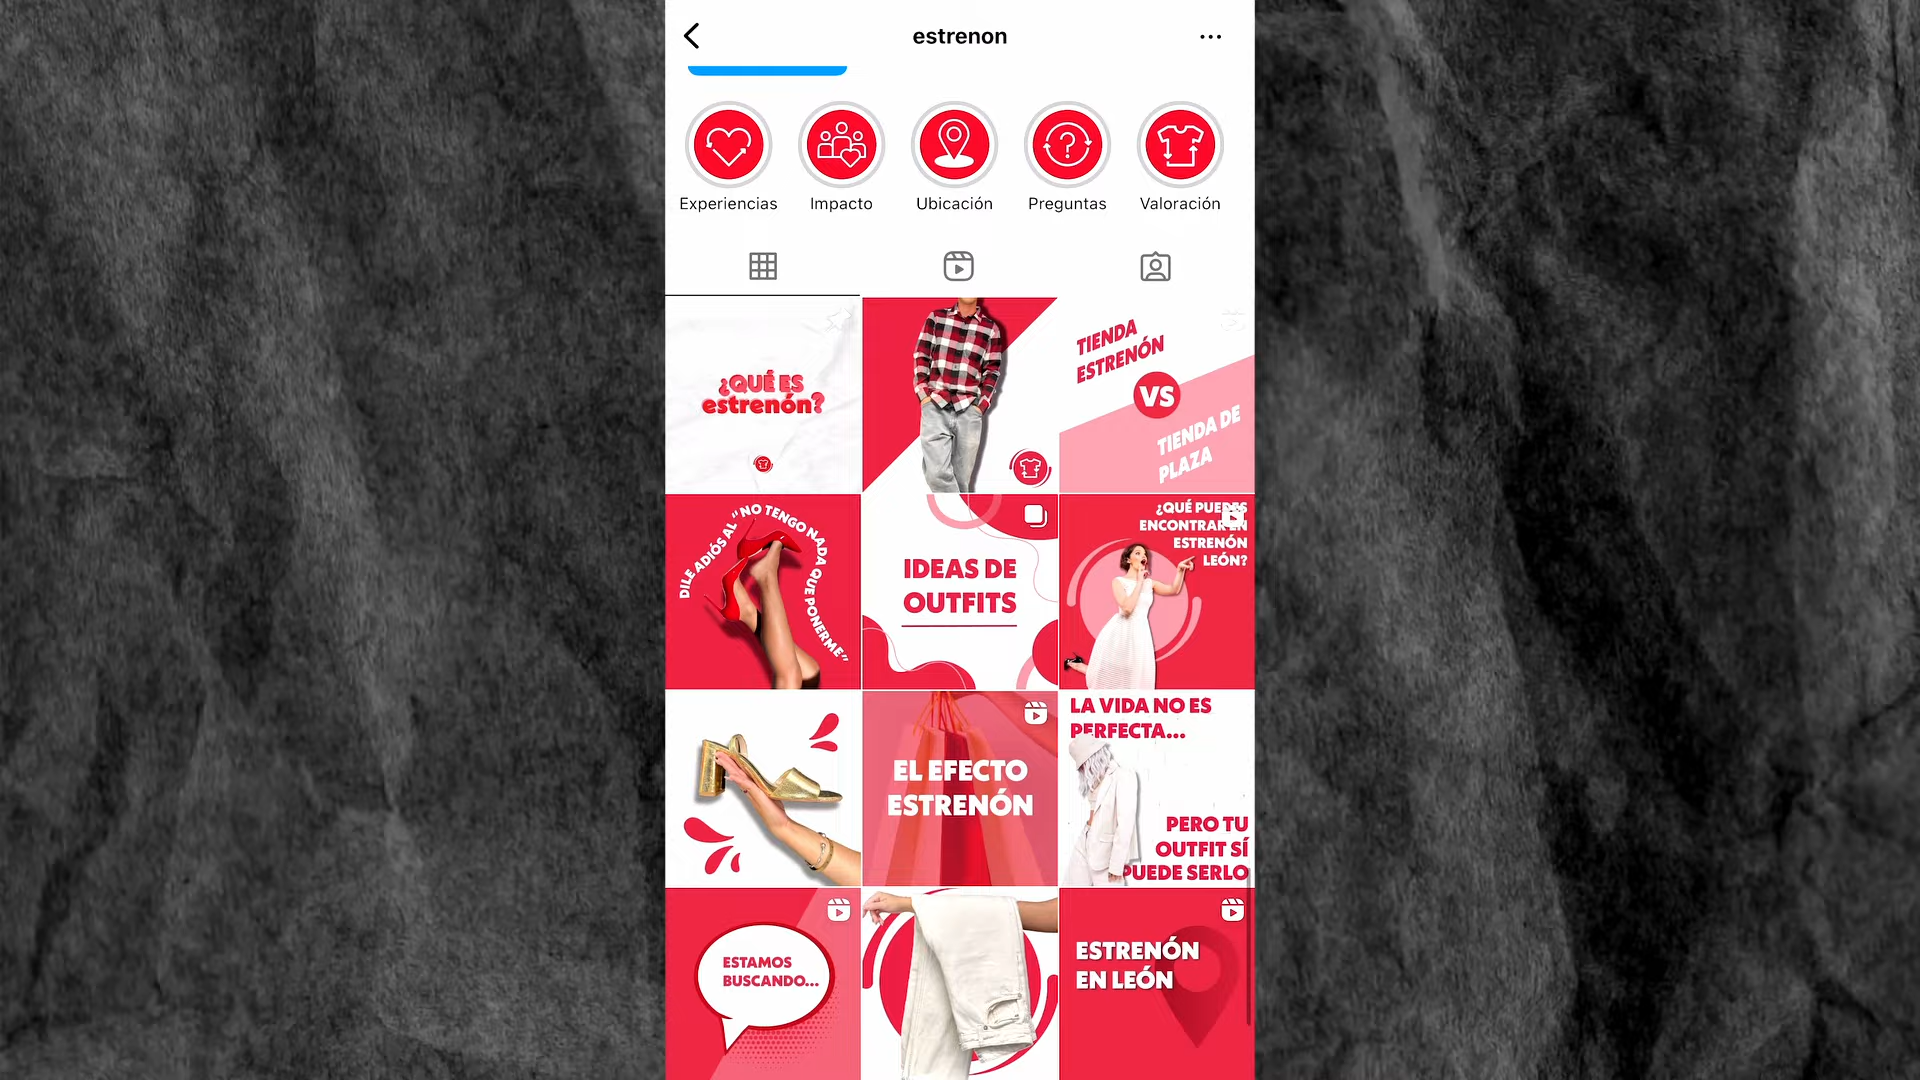 estrenon
Experiencias
Impacto
Ubicación
Preguntas
Valoración
¿QUÉ ES
estrenón?
TIENDA
ESTRENÓN
VS
TIENDA DE
PLAZA
DILE ADIÓS AL "NO TENGO NADA QUE PONERME"
IDEAS DE
OUTFITS
¿QUÉ PUEDES
ENCONTRAR EN
ESTRENÓN
LEÓN?
EL EFECTO
ESTRENÓN
LA VIDA NO ES
PERFECTA...
PERO TU
OUTFIT SÍ
PUEDE SERLO
ESTAMOS
BUSCANDO...
ESTRENÓN
EN LEÓN